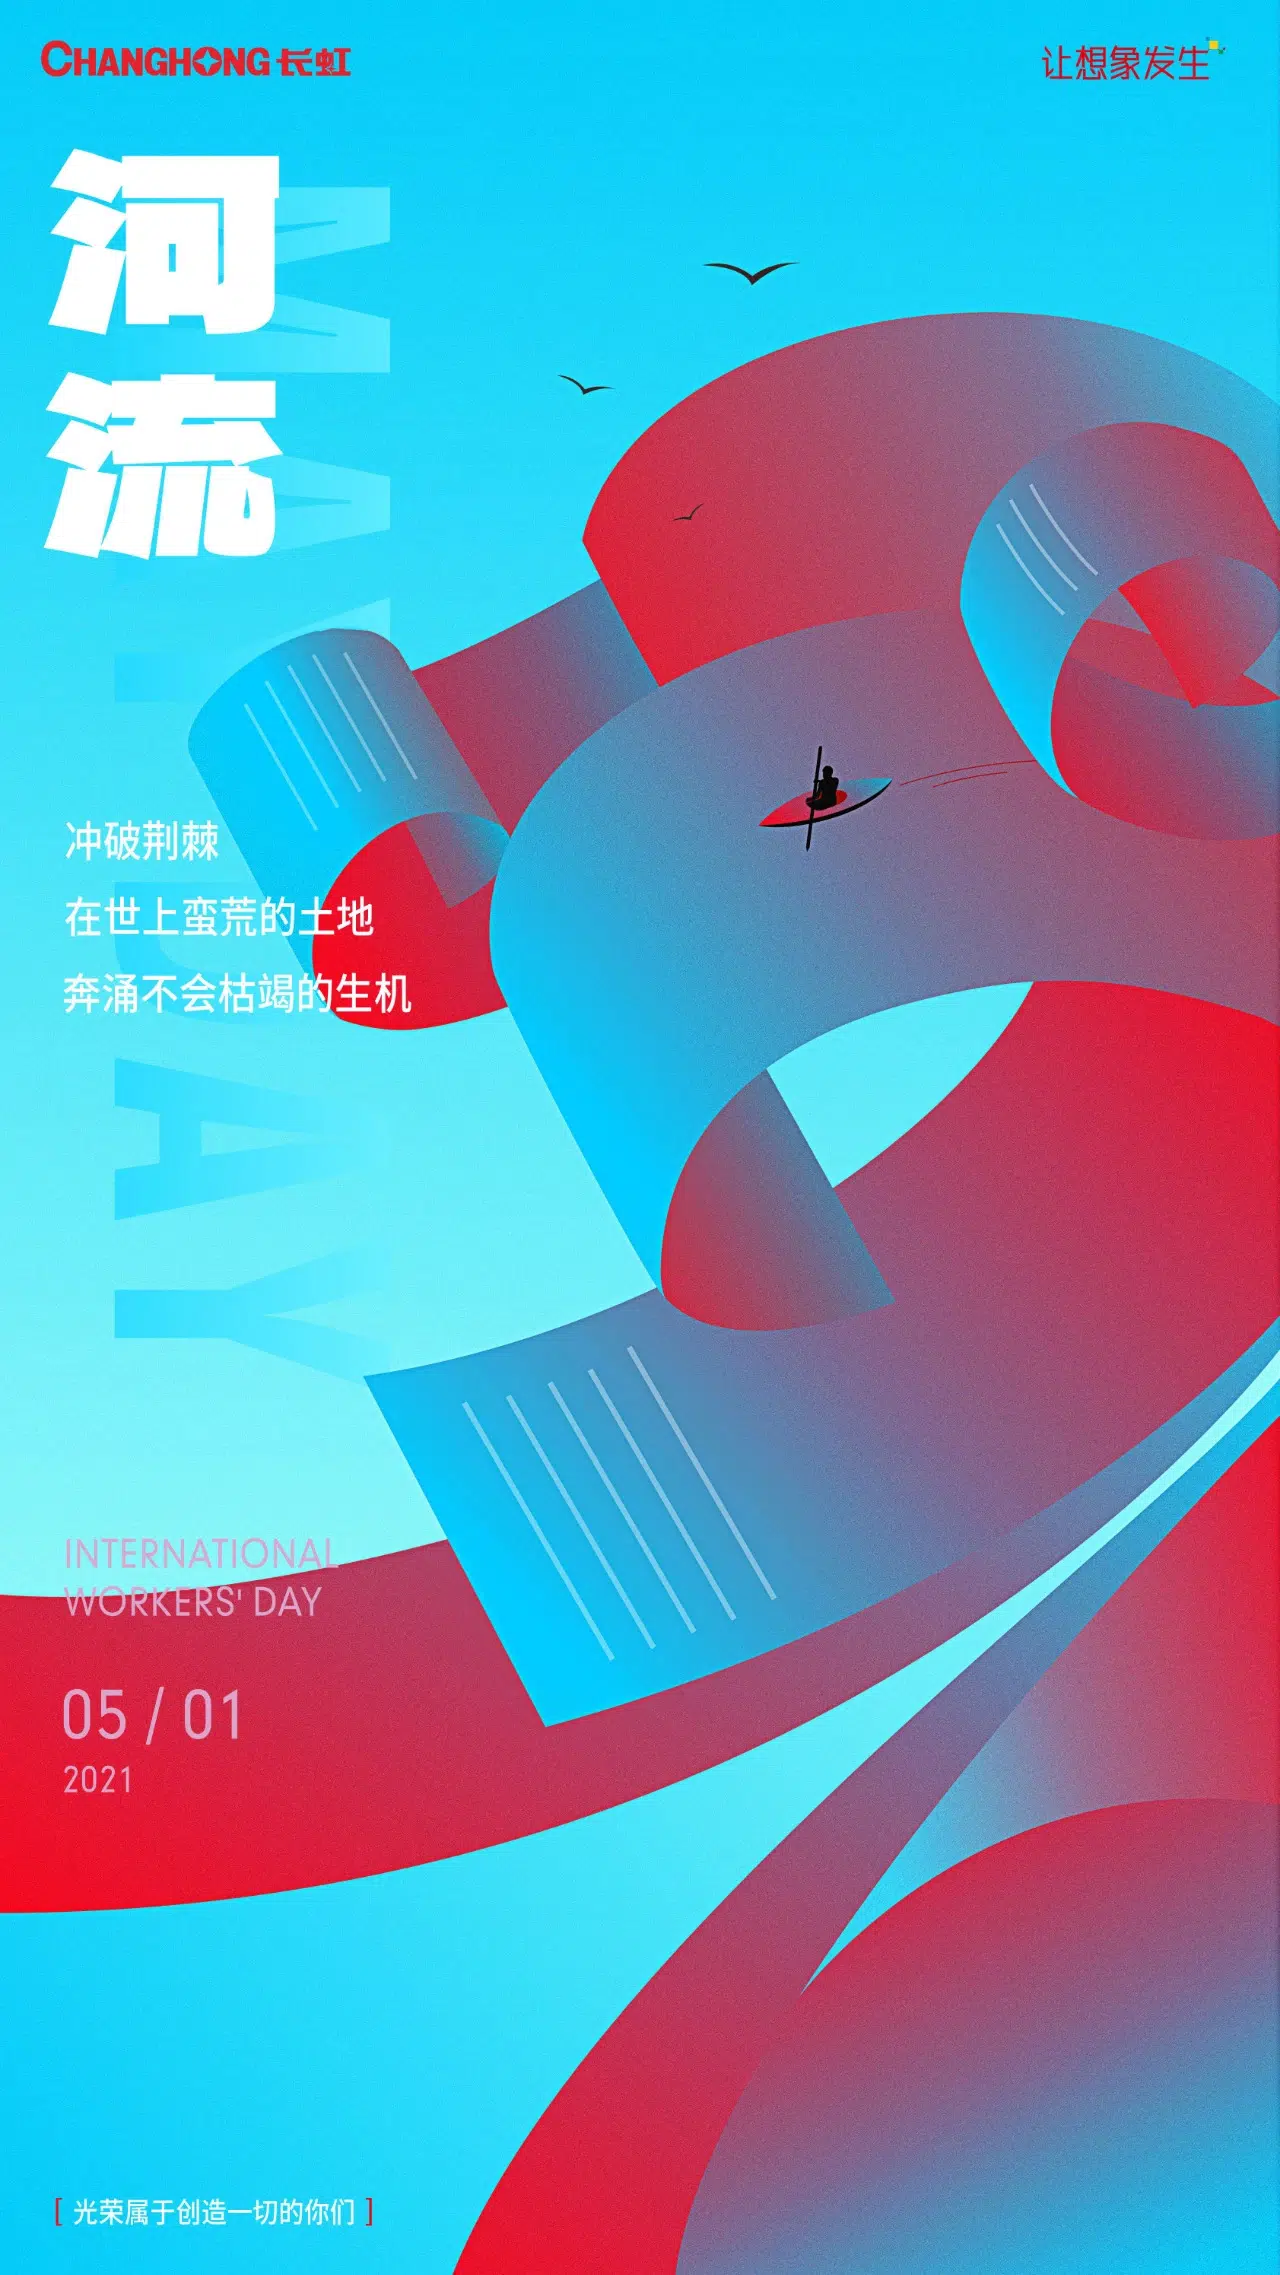 CHANGHONG 长虹
让想象发生
河流
MAY DAY
冲破荆棘
在世上蛮荒的土地
奔涌不会枯竭的生机
INTERNATIONAL
WORKERS' DAY
05 / 01
2021
[ 光荣属于创造一切的你们 ]